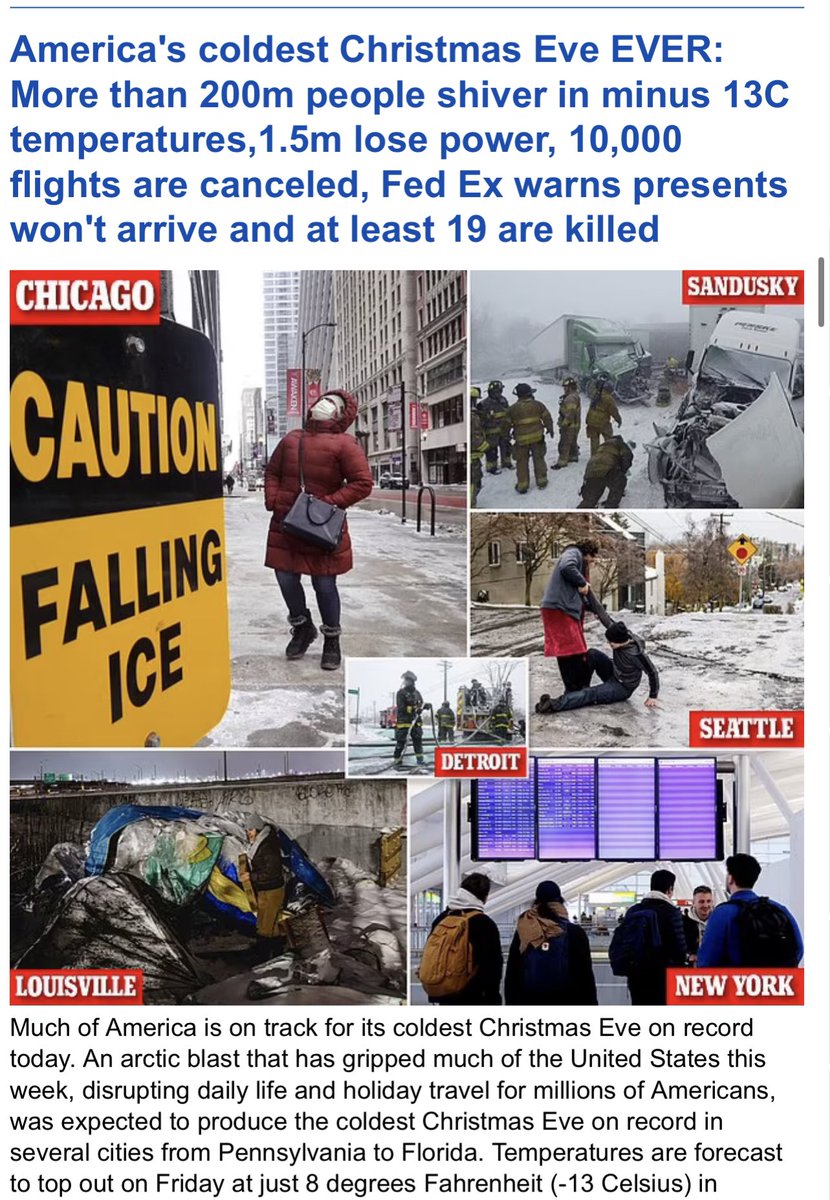 America's coldest Christmas Eve EVER:
More than 200m people shiver in minus 13C
temperatures,1.5m lose power, 10,000
flights are canceled, Fed Ex warns presents
won't arrive and at least 19 are killed
CHICAGO
CAUTION
FALLING
ICE
SANDUSKY
PENSKE
SEATTLE
DETROIT
LOUISVILLE
NEW YORK
Much of America is on track for its coldest Christmas Eve on record
today. An arctic blast that has gripped much of the United States this
week, disrupting daily life and holiday travel for millions of Americans,
was expected to produce the coldest Christmas Eve on record in
several cities from Pennsylvania to Florida. Temperatures are forecast
to top out on Friday at just 8 degrees Fahrenheit (-13 Celsius) in